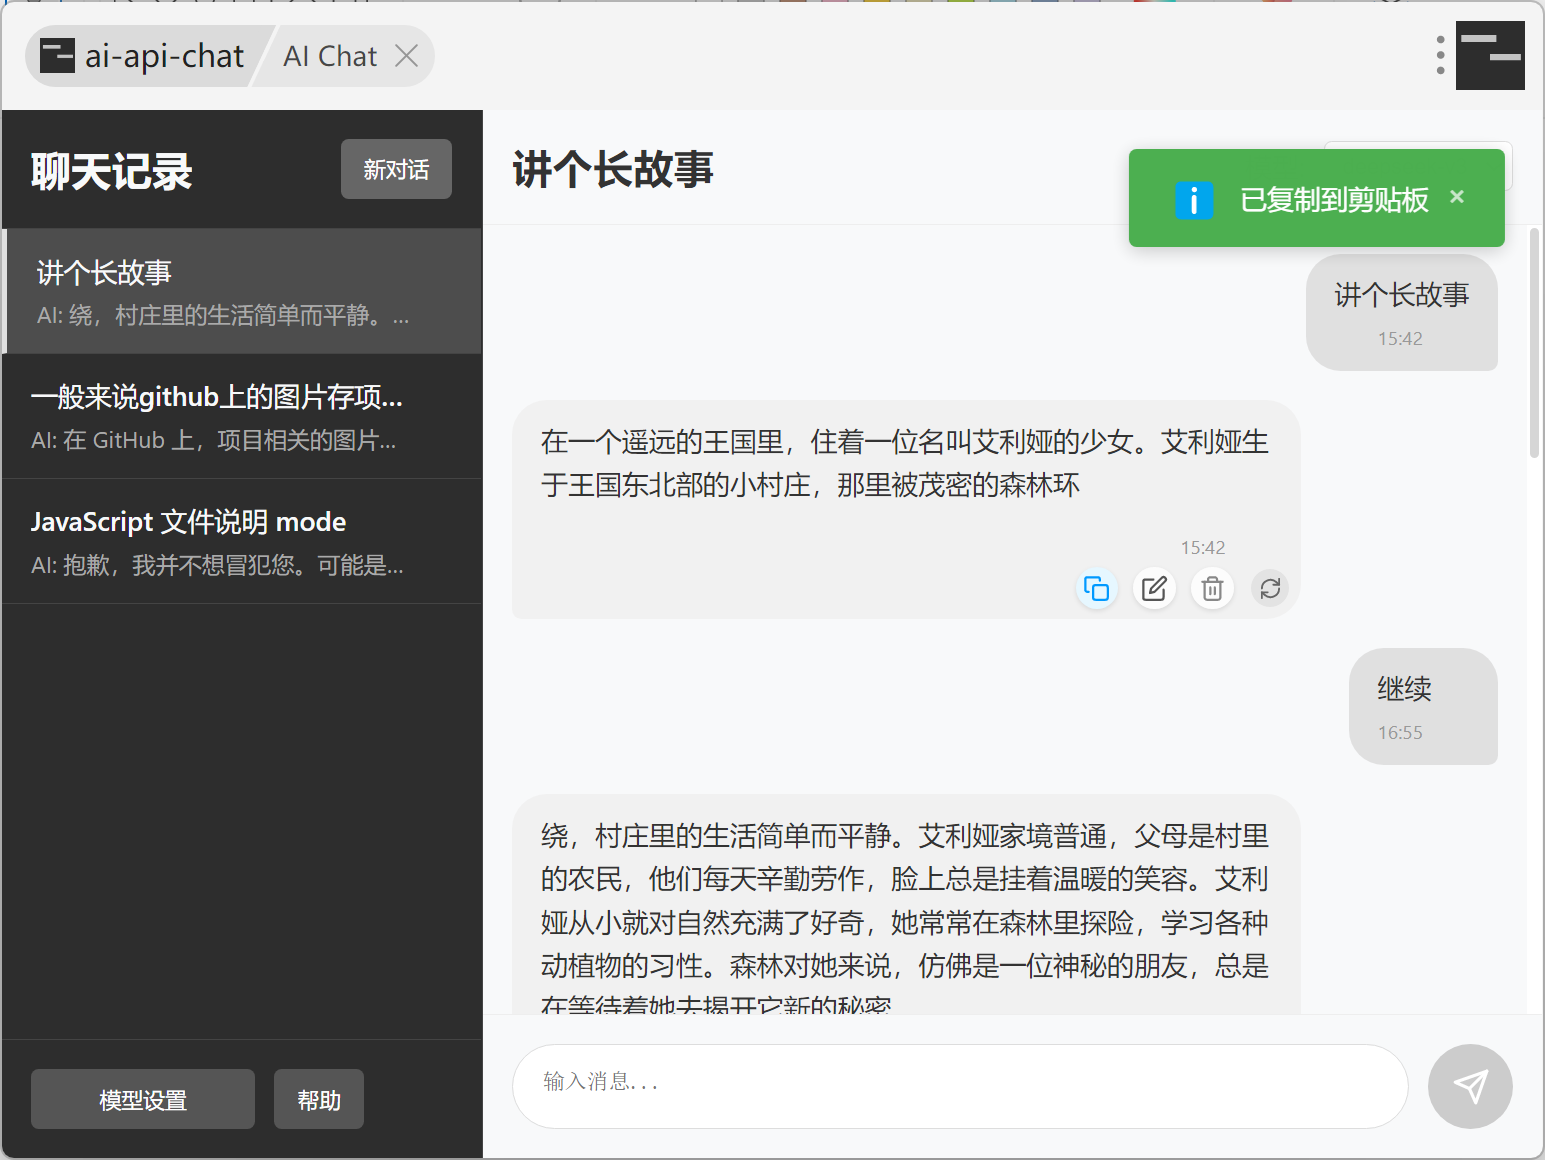 ai-api-chat
AI Chat
聊天记录
新对话
讲个长故事
AI: 绕，村庄里的生活简单而平静。...
一般来说github上的图片存项...
AI: 在 GitHub 上，项目相关的图片...
JavaScript 文件说明 mode
AI: 抱歉，我并不想冒犯您。可能是...
模型设置
帮助
讲个长故事
已复制到剪贴板 ×
讲个长故事
15:42
在一个遥远的王国里，住着一位名叫艾利娅的少女。艾利娅生
于王国东北部的小村庄，那里被茂密的森林环
15:42
继续
16:55
绕，村庄里的生活简单而平静。艾利娅家境普通，父母是村里
的农民，他们每天辛勤劳作，脸上总是挂着温暖的笑容。艾利
娅从小就对自然充满了好奇，她常常在森林里探险，学习各种
动植物的习性。森林对她来说，仿佛是一位神秘的朋友，总是
在等待着她去揭开它新的秘密
输入消息...